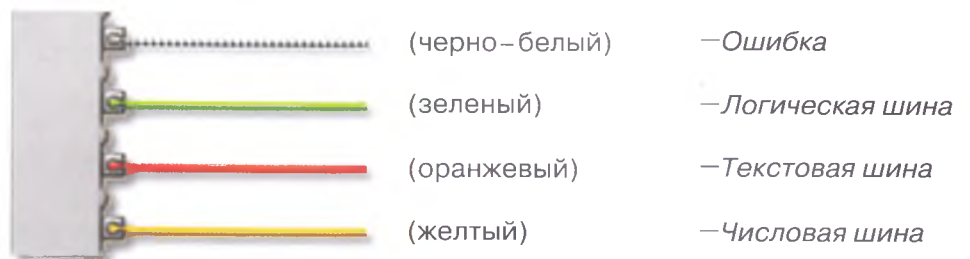 (черно-белый) —Ошибка
(зеленый) —Логическая шина
(оранжевый) —Текстовая шина
(желтый) —Числовая шина